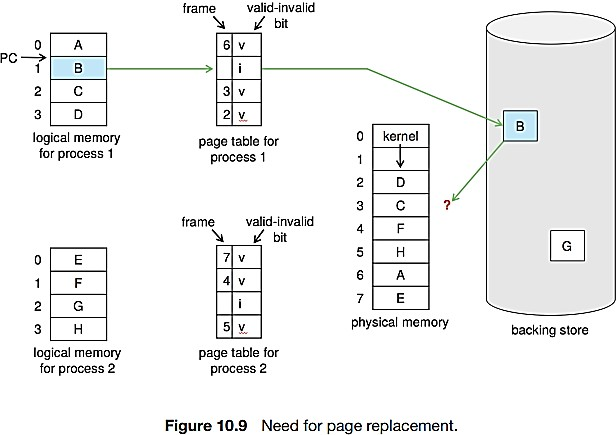 frame valid-invalid
bit
0 A 6 v
PC
1 B i B
2 C 3 v
3 D 2 v
logical memory
for process 1
page table for
process 1
0 kernel
1
2 D
3 C ?
4 F
5 H
6 A
7 E
physical memory
G
backing store
frame valid-invalid
bit
0 E 7 v
1 F 4 v
2 G i
3 H 5 v
logical memory
for process 2
page table for
process 2
Figure 10.9 Need for page replacement.